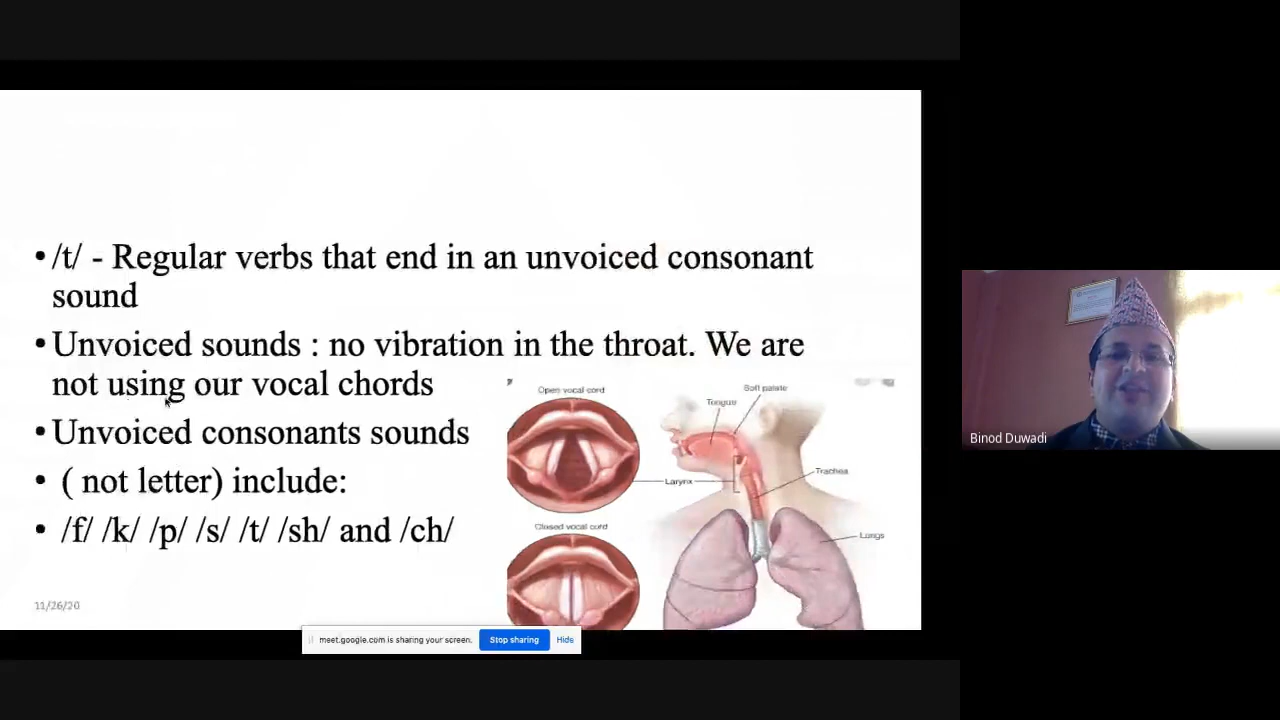 • /t/ - Regular verbs that end in an unvoiced consonant
sound
• Unvoiced sounds : no vibration in the throat. We are
not using our vocal chords
• Unvoiced consonants sounds
• ( not letter) include:
• /f/ /k/ /p/ /s/ /t/ /sh/ and /ch/
Open vocal cord
Soft palate
Tongue
Trachea
Larynx
Closed vocal cord
Lungs
11/26/20
meet.google.com is sharing your screen.
Stop sharing
Hide
Binod Duwadi